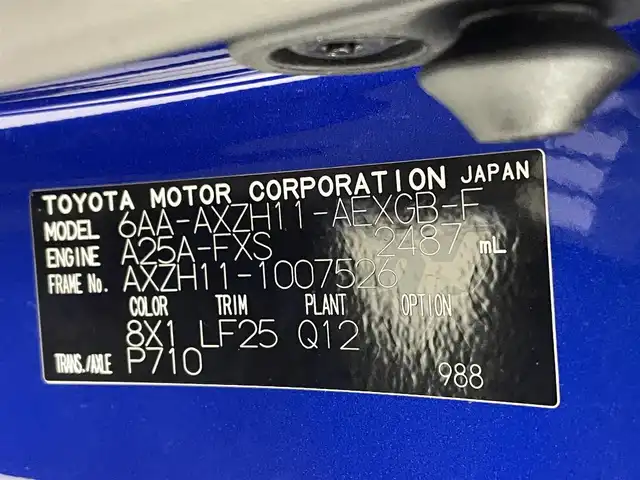 TOYOTA MOTOR CORPORATION JAPAN
MODEL 6AA-AXZH11-AEXGB-F
ENGINE A25A-FXS 2487 mL
FRAME No. AXZH11-1007526
COLOR TRIM PLANT OPTION
8X1 LF25 Q12
TRANS./AXLE P710
988